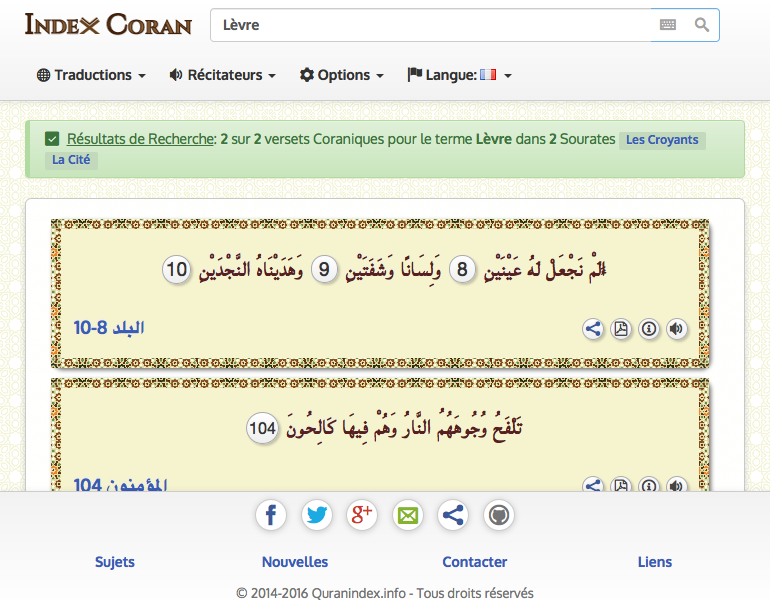 INDEX CORAN
Lèvre
Traductions
Récitateurs
Options
Langue:
Résultats de Recherche: 2 sur 2 versets Coraniques pour le terme Lèvre dans 2 Sourates Les Croyants
La Cité
أَلَمْ نَجْعَل لَّهُ عَيْنَيْنِ 8 وَلِسَانًا وَشَفَتَيْنِ 9 وَهَدَيْنَاهُ النَّجْدَيْنِ 10
البلد 8-10
تَلْفَحُ وُجُوهَهُمُ النَّارُ وَهُمْ فِيهَا كَالِحُونَ 104
المؤمنون 104
Sujets
Nouvelles
Contacter
Liens
© 2014-2016 Quranindex.info - Tous droits réservés